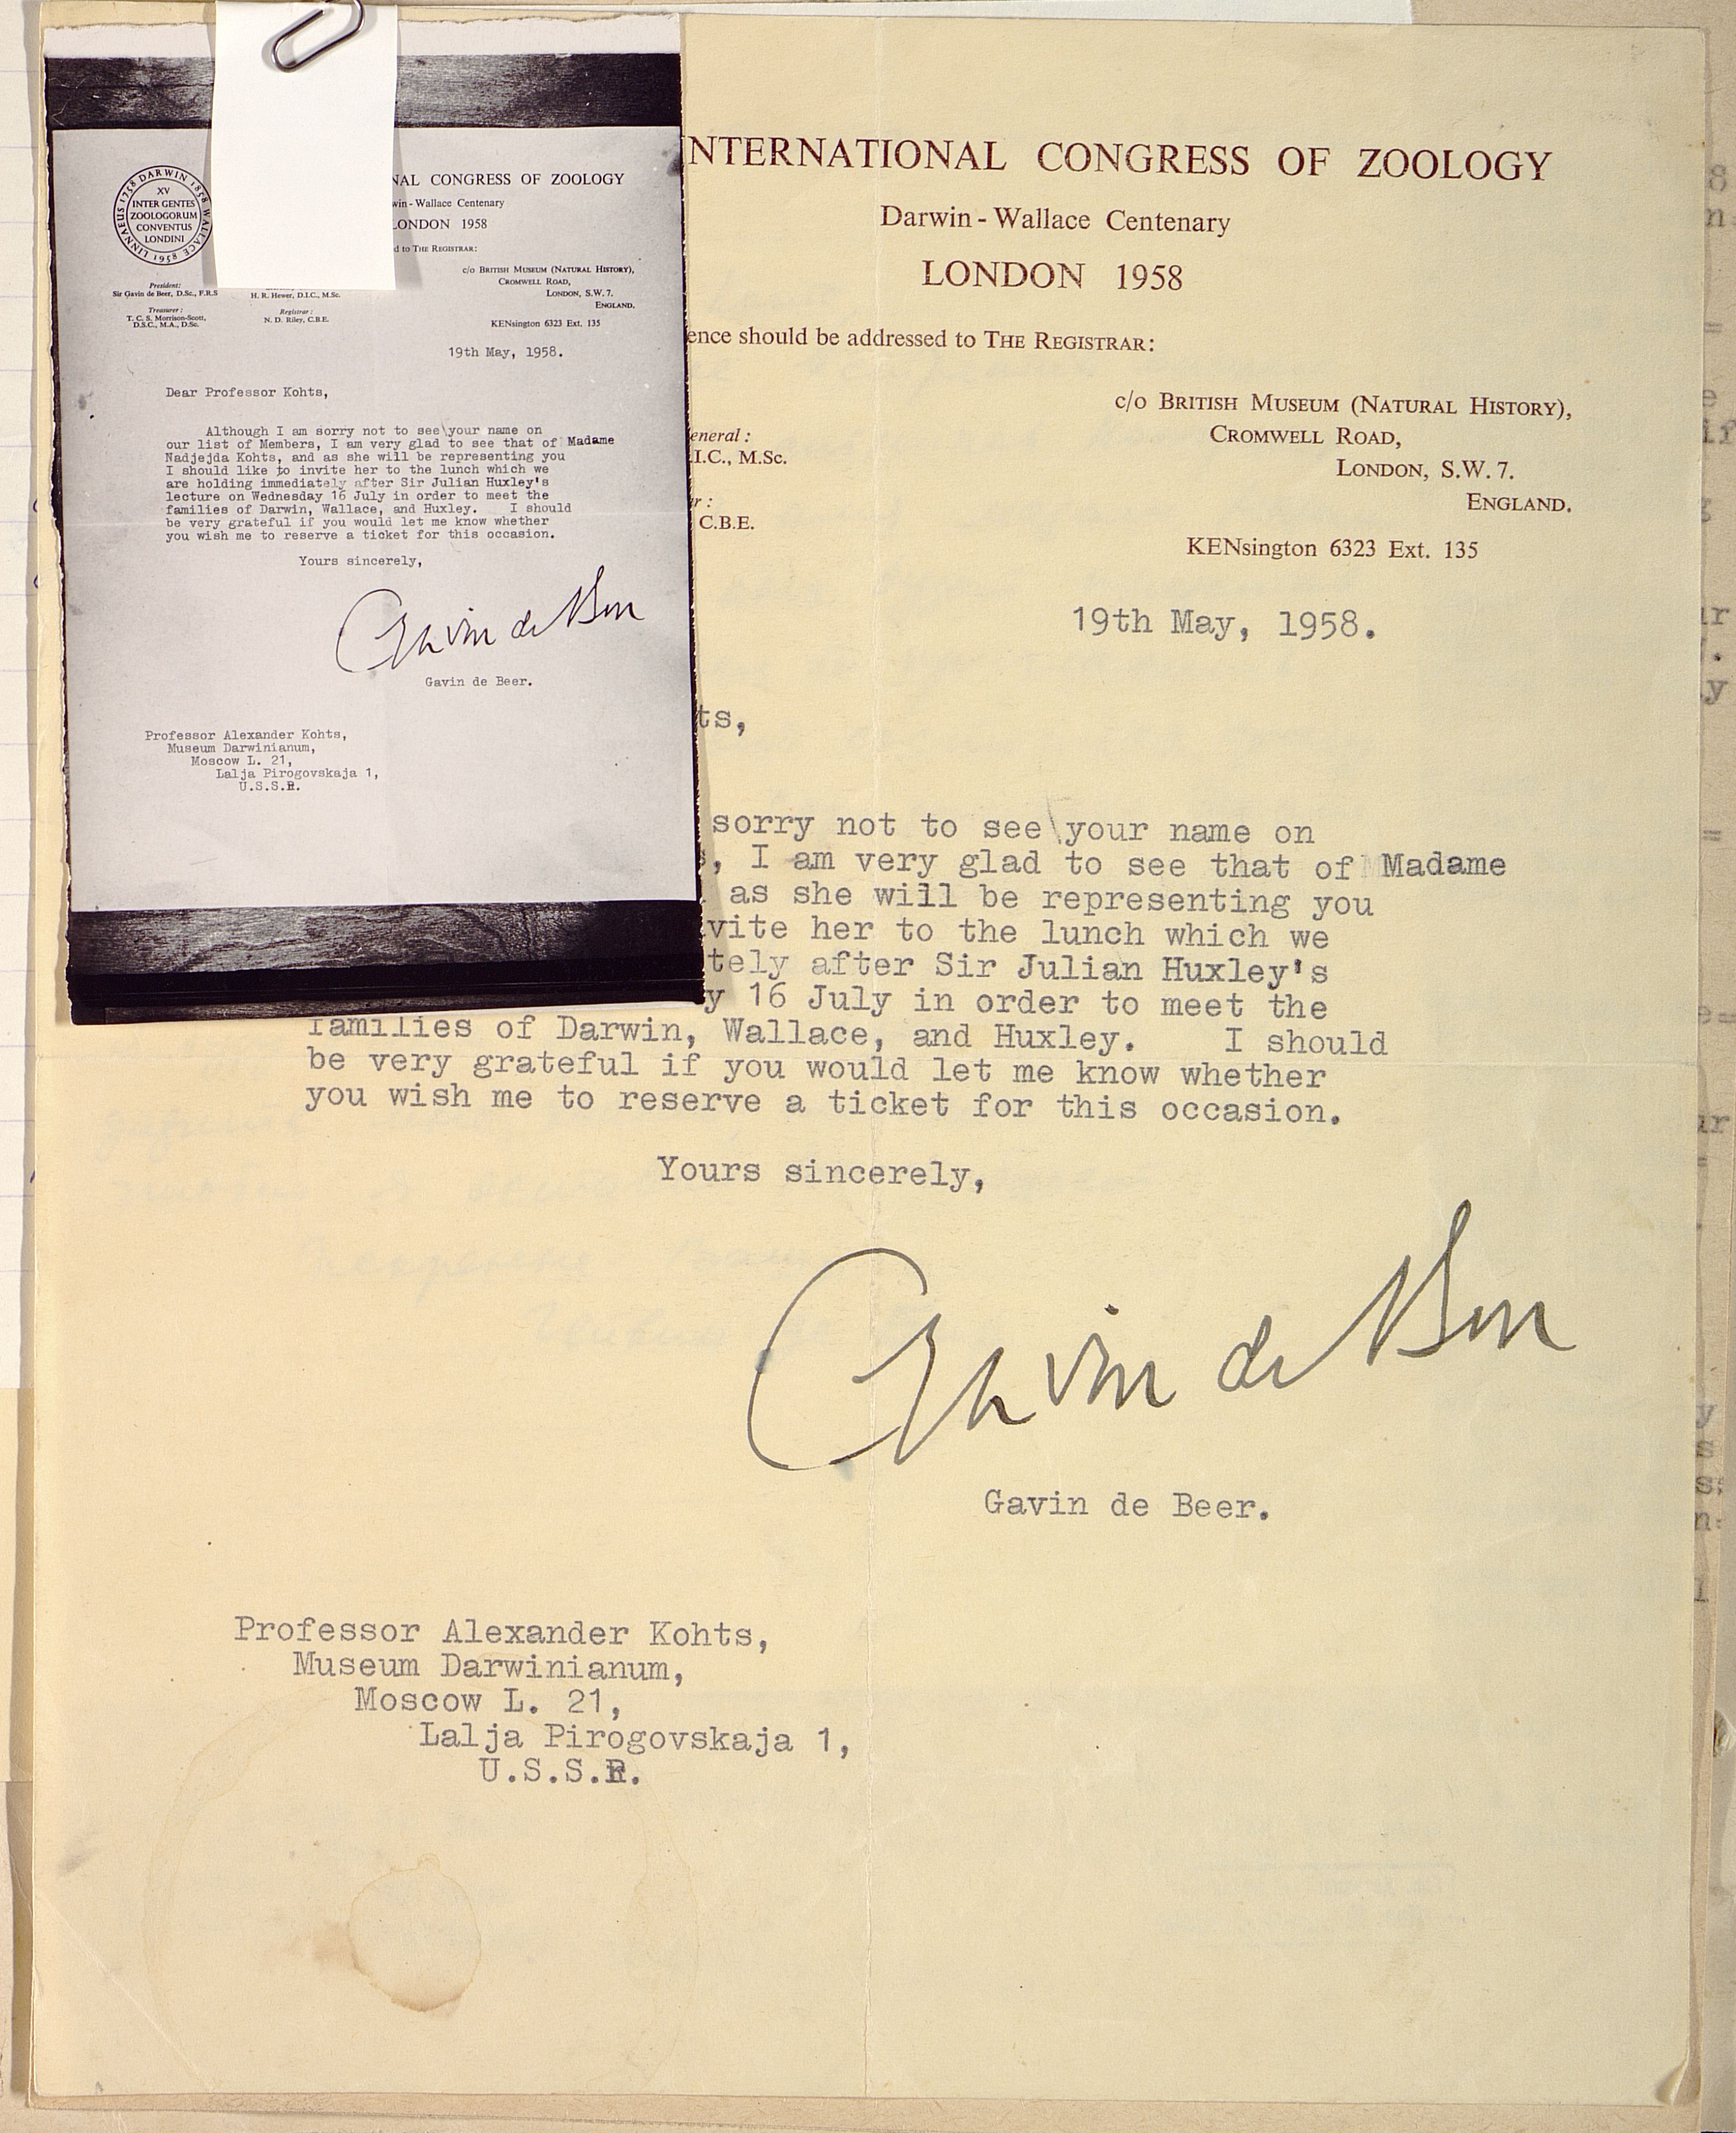 LINNAEUS 1758 DARWIN 1858 WALLACE 1958
XV
INTER GENTES
ZOOLOGORUM
CONVENTUS
LONDINI
NAL CONGRESS OF ZOOLOGY
win - Wallace Centenary
LONDON 1958
d to THE REGISTRAR:
c/o BRITISH MUSEUM (NATURAL HISTORY),
CROMWELL ROAD,
LONDON, S.W.7.
ENGLAND.
KENsington 6323 Ext. 135
President:
Sir Gavin de Beer, D.Sc., F.R.S
Treasurer:
T. C. S. Morrison-Scott,
D.S.C., M.A., D.Sc.
H. R. Hewer, D.I.C., M.Sc.
Registrar:
N. D. Riley, C.B.E.
19th May, 1958.
Dear Professor Kohts,
Although I am sorry not to see your name on
our list of Members, I am very glad to see that of Madame
Nadjejda Kohts, and as she will be representing you
I should like to invite her to the lunch which we
are holding immediately after Sir Julian Huxley's
lecture on Wednesday 16 July in order to meet the
families of Darwin, Wallace, and Huxley. I should
be very grateful if you would let me know whether
you wish me to reserve a ticket for this occasion.
Yours sincerely,
Gavin de Beer
Gavin de Beer.
Professor Alexander Kohts,
Museum Darwinianum,
Moscow L. 21,
Lalja Pirogovskaja 1,
U.S.S.R.
INTERNATIONAL CONGRESS OF ZOOLOGY
Darwin - Wallace Centenary
LONDON 1958
ence should be addressed to THE REGISTRAR:
c/o BRITISH MUSEUM (NATURAL HISTORY),
CROMWELL ROAD,
LONDON, S.W.7.
ENGLAND.
KENsington 6323 Ext. 135
eneral:
I.C., M.Sc.
r:
C.B.E.
19th May, 1958.
ts,
sorry not to see your name on
s, I am very glad to see that of Madame
as she will be representing you
vite her to the lunch which we
tely after Sir Julian Huxley's
y 16 July in order to meet the
families of Darwin, Wallace, and Huxley. I should
be very grateful if you would let me know whether
you wish me to reserve a ticket for this occasion.
Yours sincerely,
Gavin de Beer
Gavin de Beer.
Professor Alexander Kohts,
Museum Darwinianum,
Moscow L. 21,
Lalja Pirogovskaja 1,
U.S.S.R.